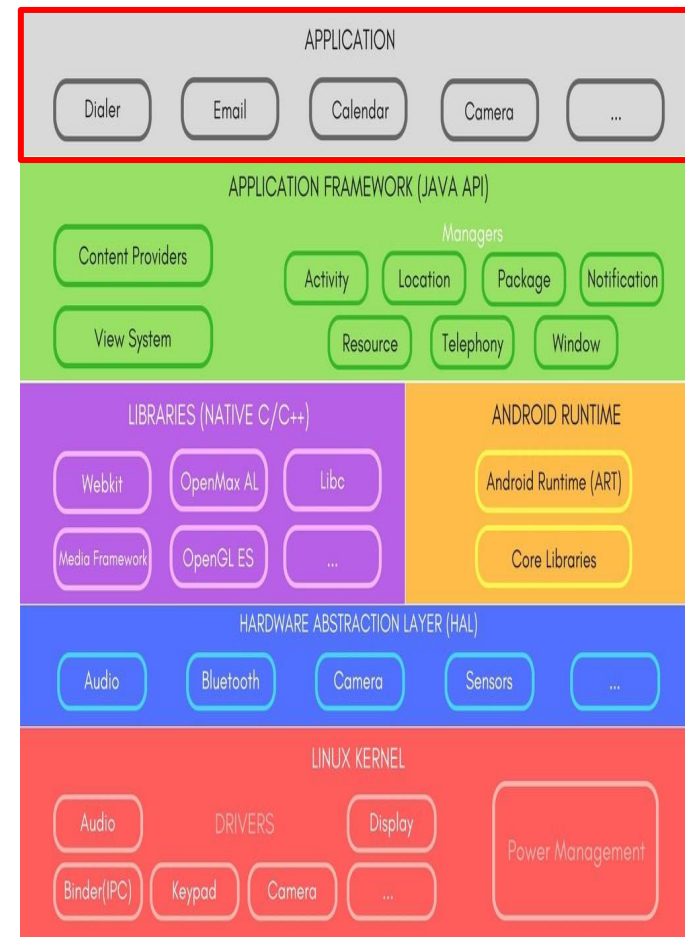 APPLICATION
Dialer Email Calendar Camera ...
APPLICATION FRAMEWORK (JAVA API)
Managers
Content Providers
Activity Location Package Notification
View System
Resource Telephony Window
LIBRARIES (NATIVE C/C++)
Webkit OpenMax AL Libc
Media Framework OpenGL ES ...
ANDROID RUNTIME
Android Runtime (ART)
Core Libraries
HARDWARE ABSTRACTION LAYER (HAL)
Audio Bluetooth Camera Sensors ...
LINUX KERNEL
Audio DRIVERS Display
Binder(IPC) Keypad Camera ...
Power Management